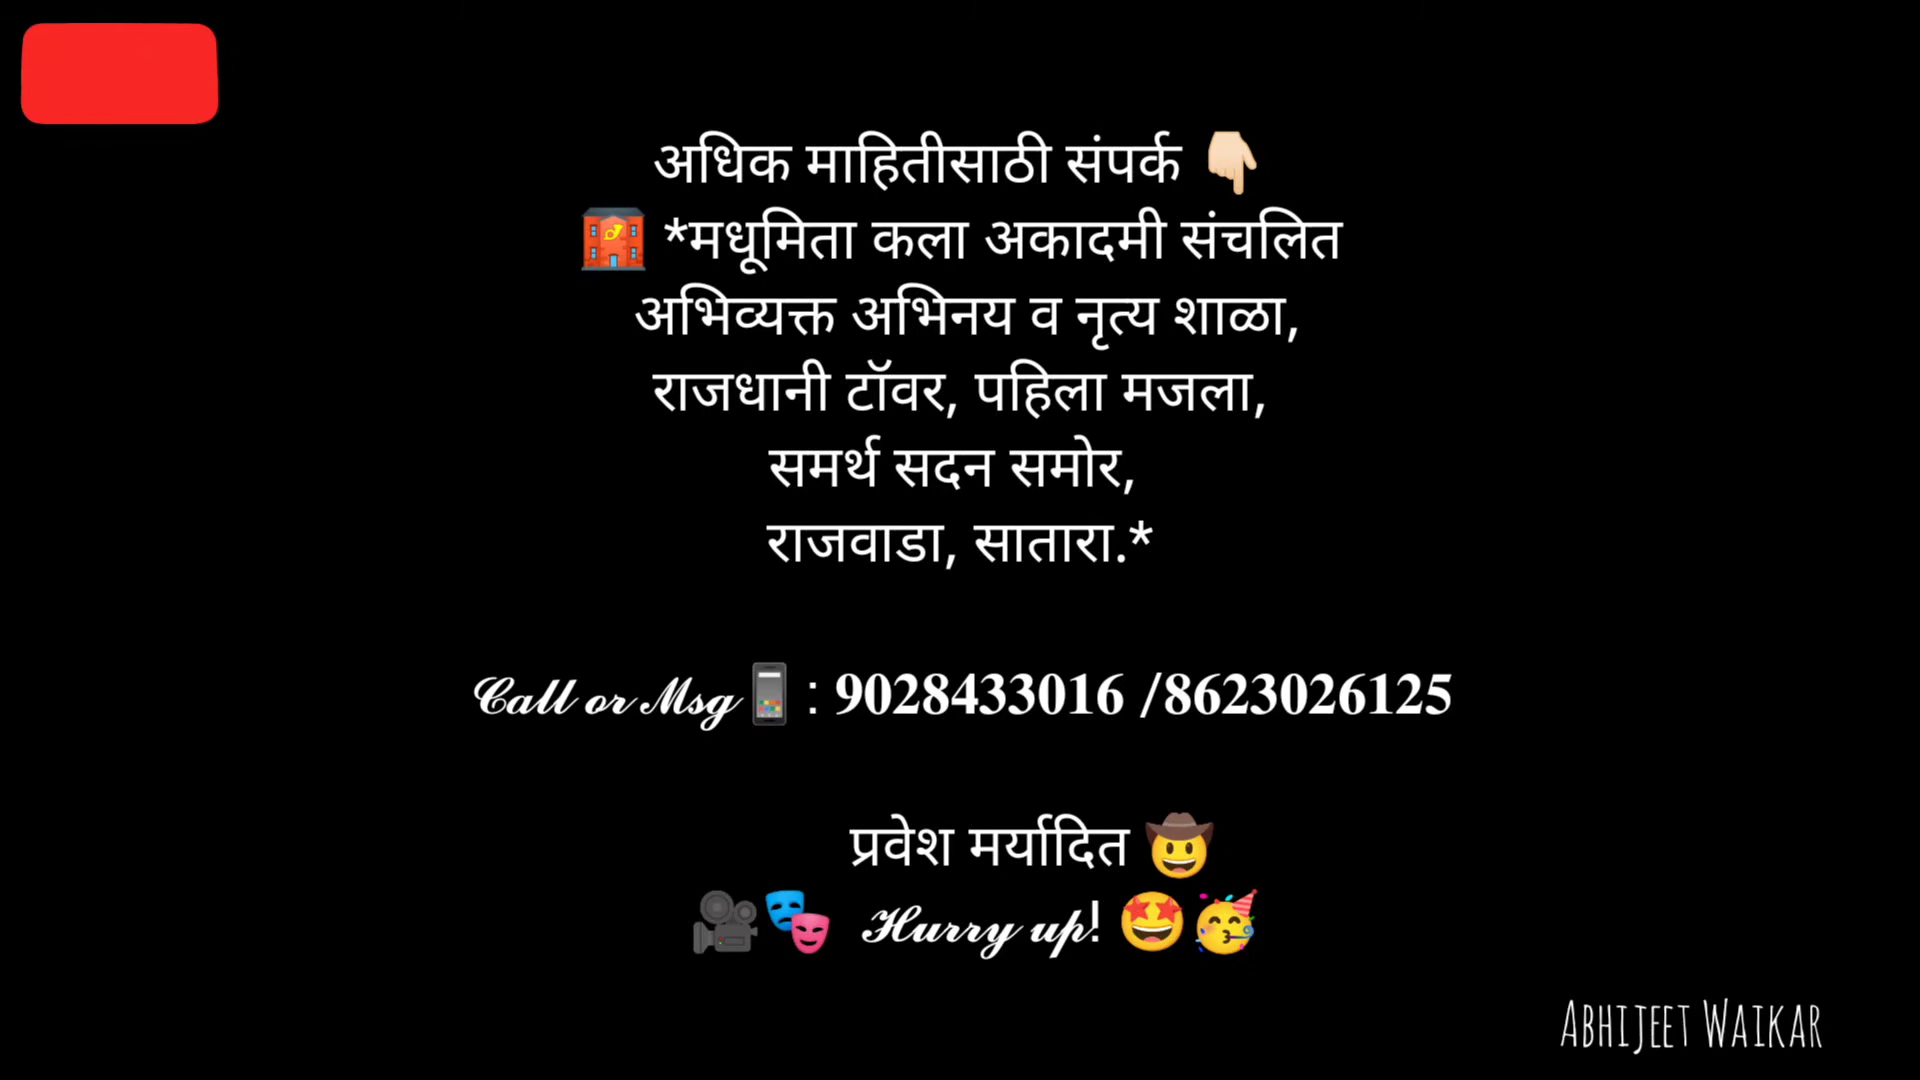 अधिक माहितीसाठी संपर्क 👇🏻
🏣 *मधूमिता कला अकादमी संचलित
अभिव्यक्त अभिनय व नृत्य शाळा,
राजधानी टॉवर, पहिला मजला,
समर्थ सदन समोर,
राजवाडा, सातारा.*
𝓒𝓪𝓵𝓵 𝓸𝓻 𝓜𝓼𝓰📱: 𝟗𝟎𝟐𝟖𝟒𝟑𝟑𝟎𝟏𝟔 /𝟖𝟔𝟐𝟑𝟎𝟐𝟔𝟏𝟐𝟓
प्रवेश मर्यादित 🤠
🎥🎭 𝓗𝓾𝓻𝓻𝔂 𝓾𝓹! 🤩🥳
ABHIJEET WAIKAR